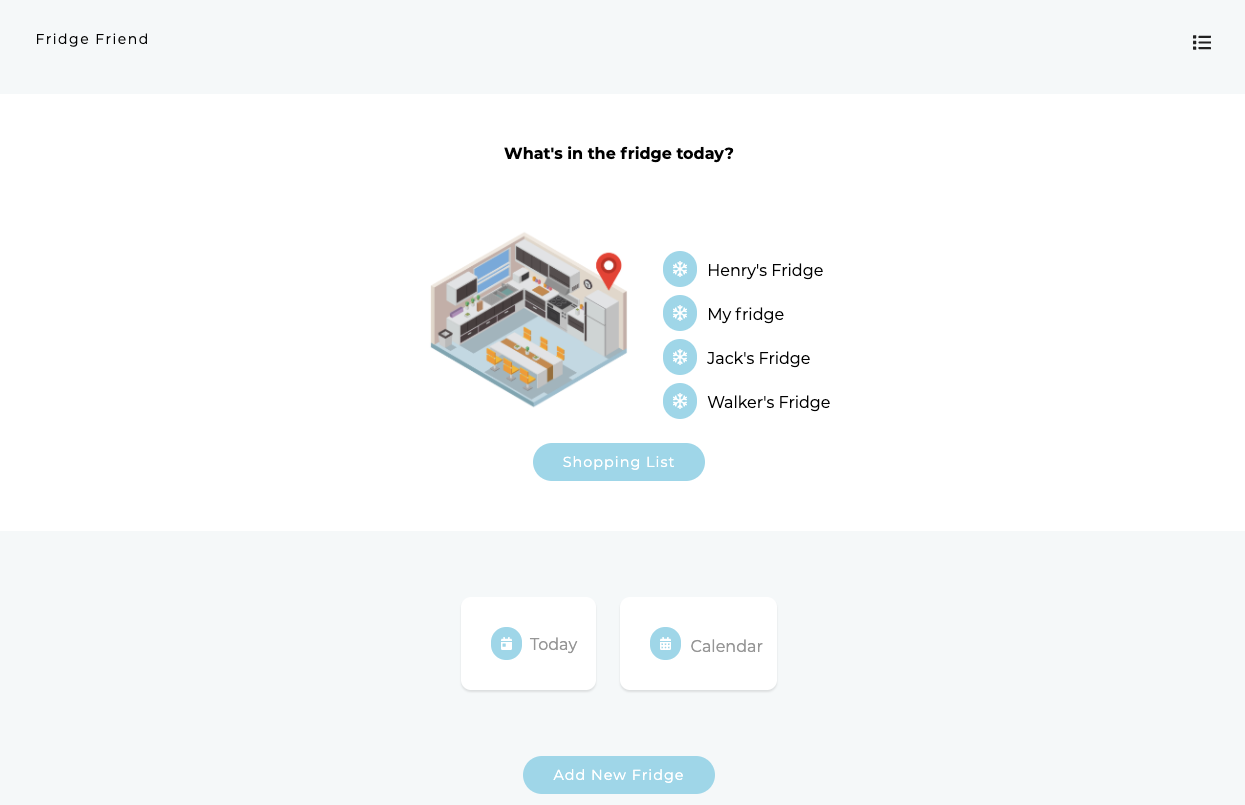 Fridge Friend
What's in the fridge today?
Henry's Fridge
My fridge
Jack's Fridge
Walker's Fridge
Shopping List
Today
Calendar
Add New Fridge